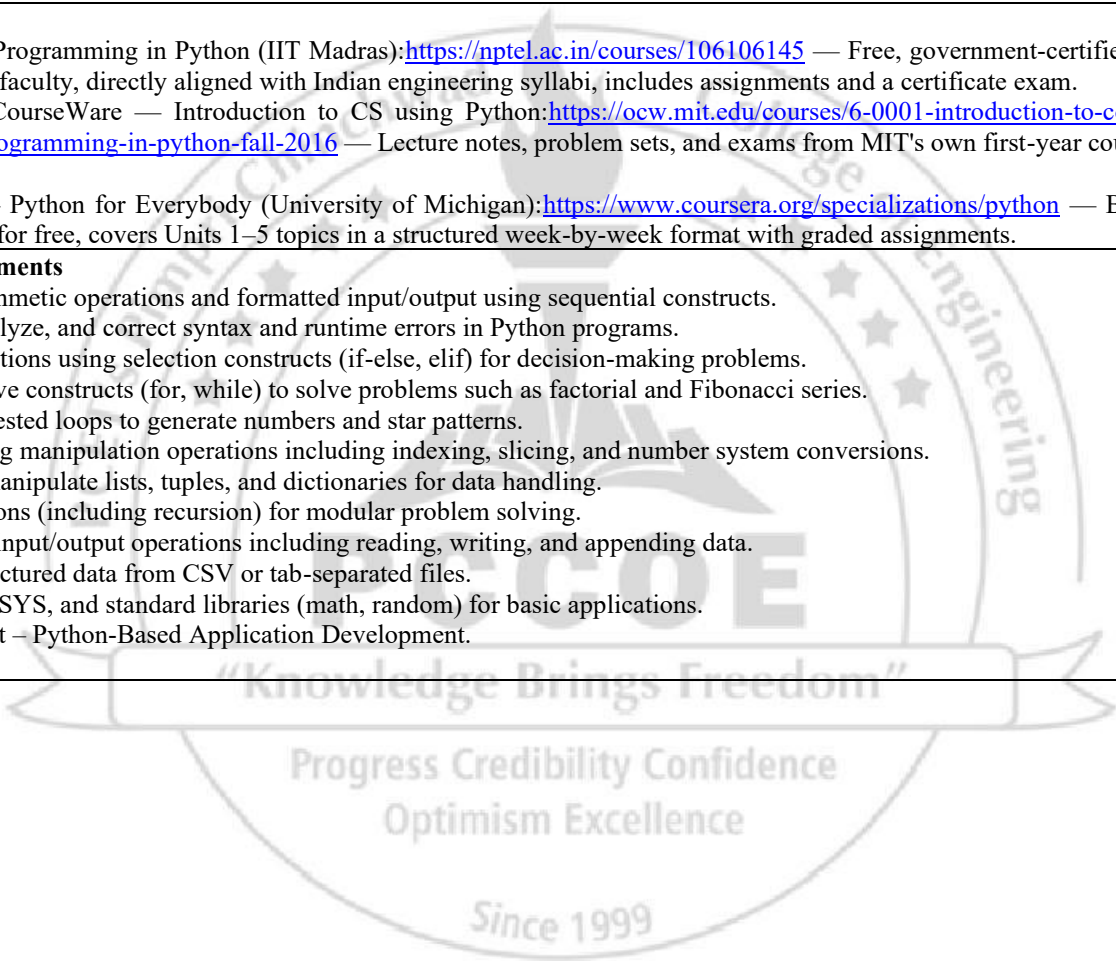 Programming in Python (IIT Madras):https://nptel.ac.in/courses/106106145 — Free, government-certifie
faculty, directly aligned with Indian engineering syllabi, includes assignments and a certificate exam.
CourseWare — Introduction to CS using Python:https://ocw.mit.edu/courses/6-0001-introduction-to-c
ogramming-in-python-fall-2016 — Lecture notes, problem sets, and exams from MIT's own first-year cou
Python for Everybody (University of Michigan):https://www.coursera.org/specializations/python — E
for free, covers Units 1–5 topics in a structured week-by-week format with graded assignments.
ments
hmetic operations and formatted input/output using sequential constructs.
lyze, and correct syntax and runtime errors in Python programs.
tions using selection constructs (if-else, elif) for decision-making problems.
ve constructs (for, while) to solve problems such as factorial and Fibonacci series.
ested loops to generate numbers and star patterns.
g manipulation operations including indexing, slicing, and number system conversions.
anipulate lists, tuples, and dictionaries for data handling.
ons (including recursion) for modular problem solving.
input/output operations including reading, writing, and appending data.
ctured data from CSV or tab-separated files.
SYS, and standard libraries (math, random) for basic applications.
t – Python-Based Application Development.
PCCOE
"Knowledge Brings Freedom"
Progress Credibility Confidence
Optimism Excellence
Since 1999